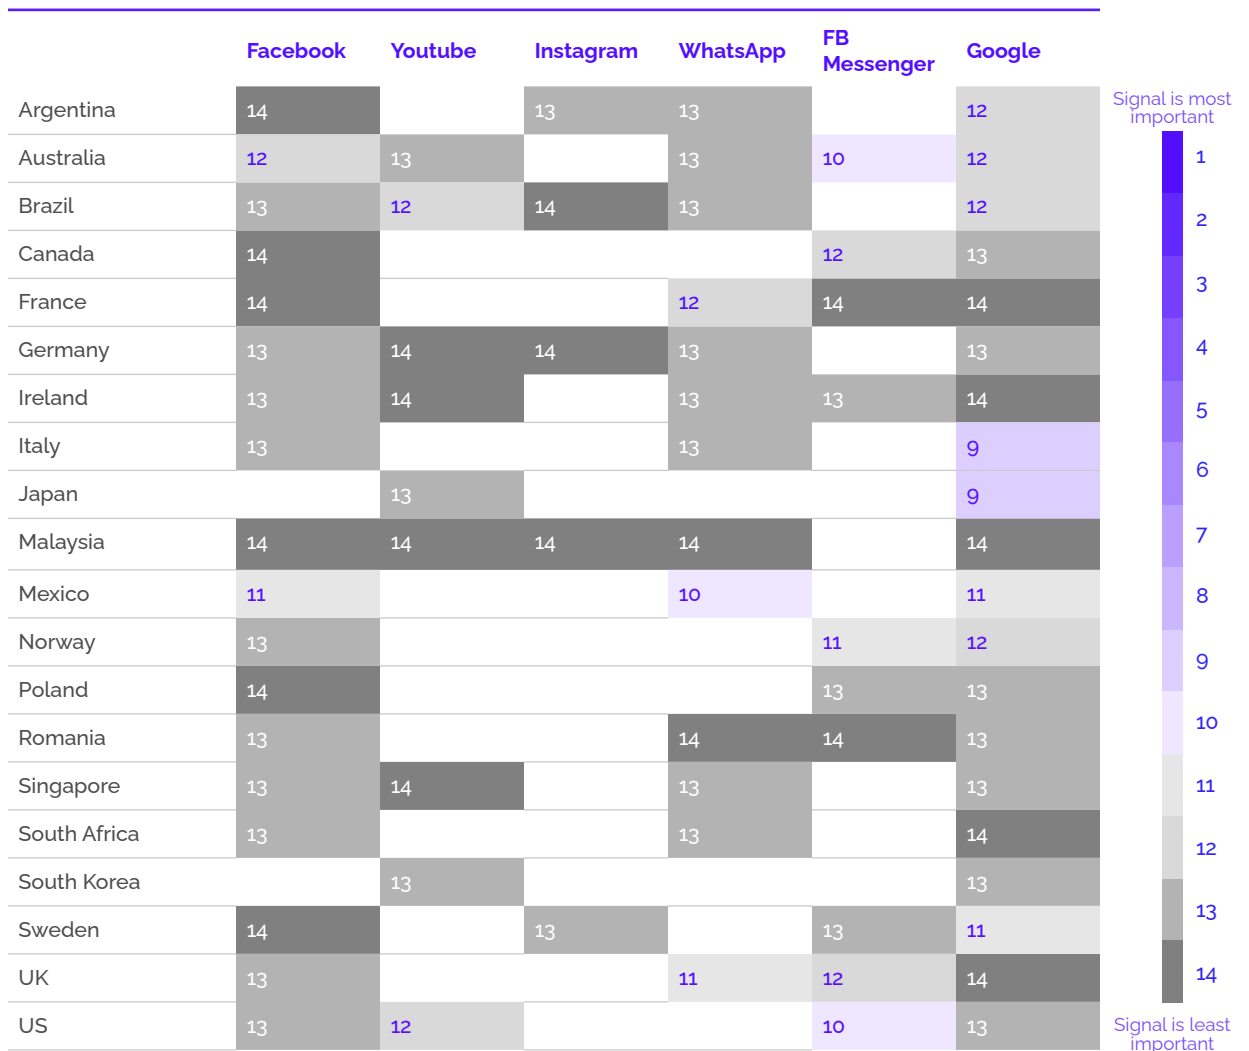 Facebook Youtube Instagram WhatsApp FB Messenger Google
Argentina 14 13 13 12
Australia 12 13 13 10 12
Brazil 13 12 14 13 12
Canada 14 12 13
France 14 12 14 14
Germany 13 14 14 13 13
Ireland 13 14 13 13 14
Italy 13 13 9
Japan 13 9
Malaysia 14 14 14 14 14
Mexico 11 10 11
Norway 13 11 12
Poland 14 13 13
Romania 13 14 14 13
Singapore 13 14 13 13
South Africa 13 13 14
South Korea 13 13
Sweden 14 13 13 11
UK 13 11 12 14
US 13 12 10 13
Signal is most
important
1
2
3
4
5
6
7
8
9
10
11
12
13
14
Signal is least
important